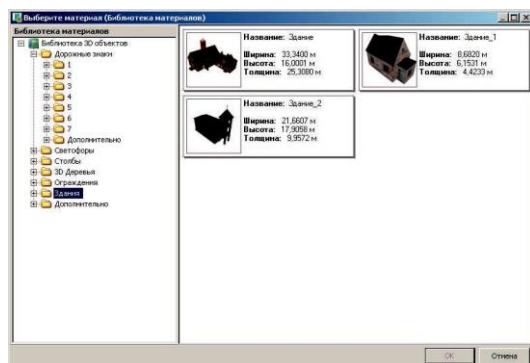 Выберите материал (Библиотека материалов)
Библиотека материалов
Библиотека 3D объектов
Дорожные знаки
1
2
3
4
5
6
7
Дополнительно
Светофоры
Столбы
3D Деревья
Ограждения
Здания
Дополнительно
Название: Здание
Ширина: 33,3400 м
Высота: 16,0001 м
Толщина: 25,3080 м
Название: Здание_1
Ширина: 8,6820 м
Высота: 6,1531 м
Толщина: 4,4233 м
Название: Здание_2
Ширина: 21,6607 м
Высота: 17,9058 м
Толщина: 9,9572 м
OK
Отмена